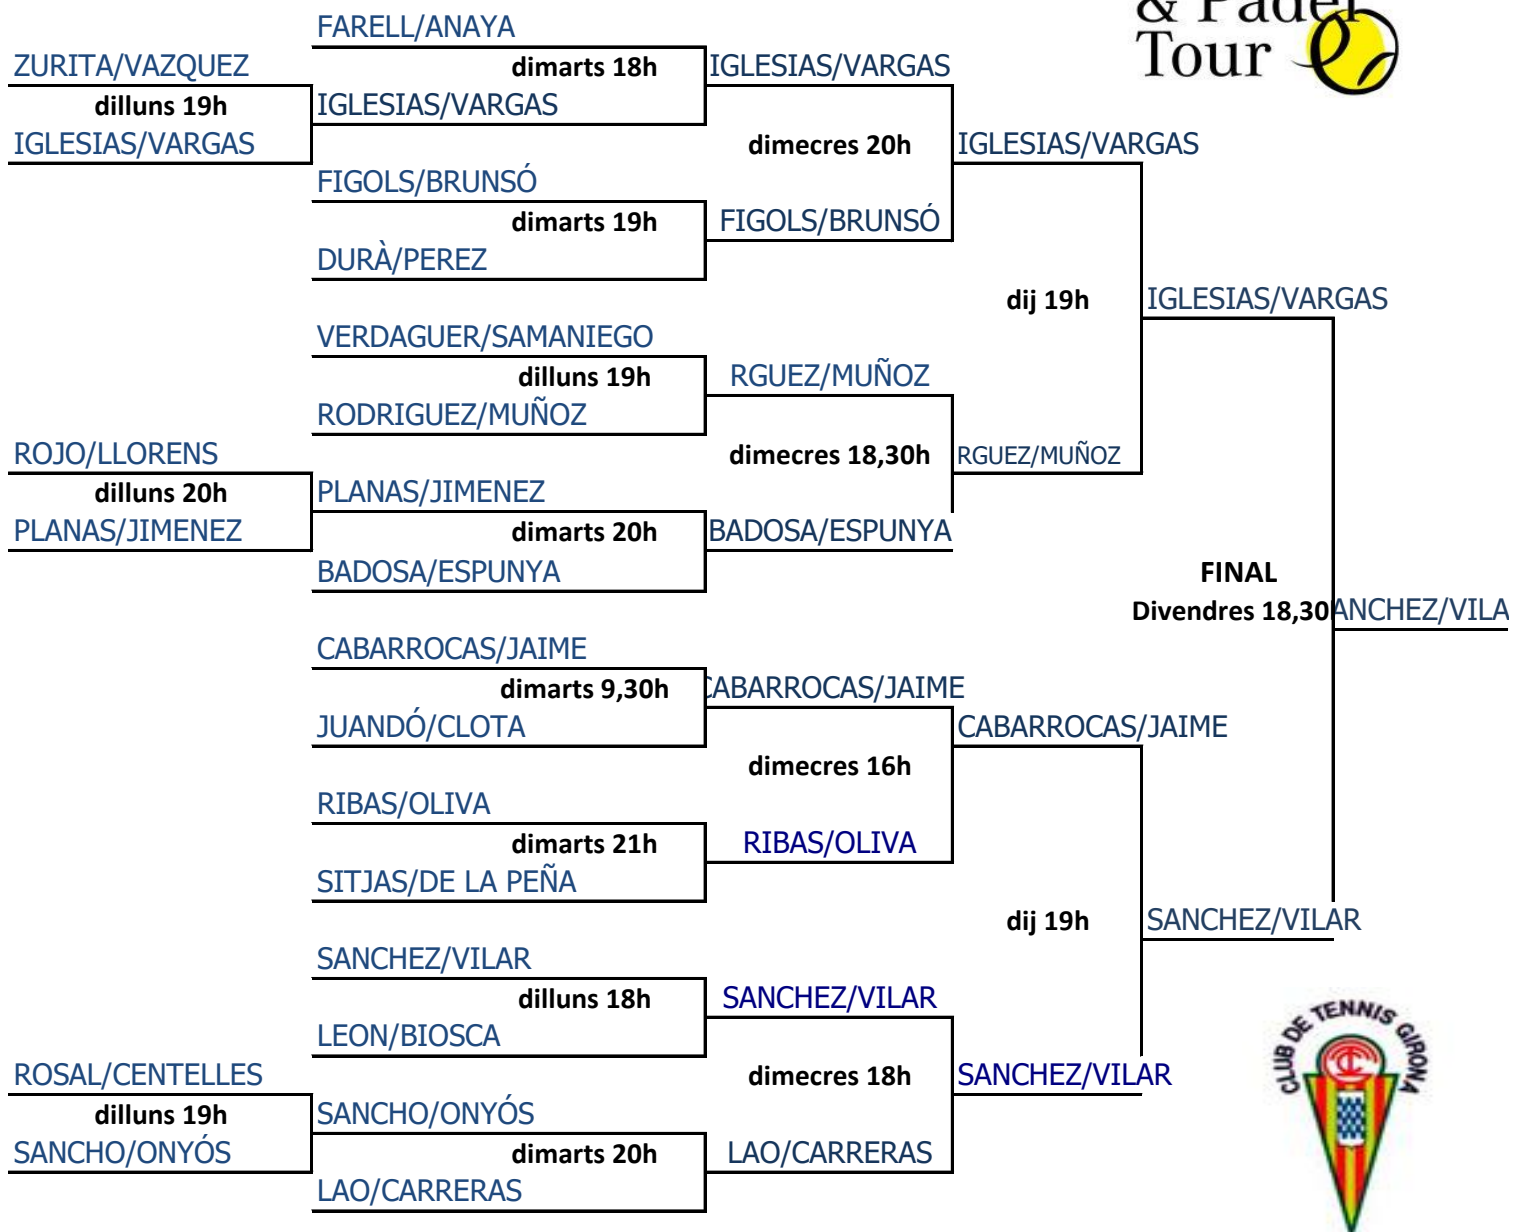 & Padel
Tour
FARELL/ANAYA
ZURITA/VAZQUEZ
dimarts 18h
IGLESIAS/VARGAS
dilluns 19h
IGLESIAS/VARGAS
IGLESIAS/VARGAS
dimecres 20h
IGLESIAS/VARGAS
FIGOLS/BRUNSÓ
dimarts 19h
FIGOLS/BRUNSÓ
DURÀ/PEREZ
dij 19h
IGLESIAS/VARGAS
VERDAGUER/SAMANIEGO
dilluns 19h
RGUEZ/MUÑOZ
RODRIGUEZ/MUÑOZ
ROJO/LLORENS
dimecres 18,30h
RGUEZ/MUÑOZ
dilluns 20h
PLANAS/JIMENEZ
PLANAS/JIMENEZ
dimarts 20h
BADOSA/ESPUNYA
BADOSA/ESPUNYA
FINAL
Divendres 18,30
ANCHEZ/VILA
CABARROCAS/JAIME
dimarts 9,30h
CABARROCAS/JAIME
JUANDÓ/CLOTA
CABARROCAS/JAIME
dimecres 16h
RIBAS/OLIVA
dimarts 21h
RIBAS/OLIVA
SITJAS/DE LA PEÑA
dij 19h
SANCHEZ/VILAR
SANCHEZ/VILAR
dilluns 18h
SANCHEZ/VILAR
LEON/BIOSCA
ROSAL/CENTELLES
dimecres 18h
SANCHEZ/VILAR
dilluns 19h
SANCHO/ONYÓS
SANCHO/ONYÓS
dimarts 20h
LAO/CARRERAS
LAO/CARRERAS
CLUB DE TENNIS GIRONA